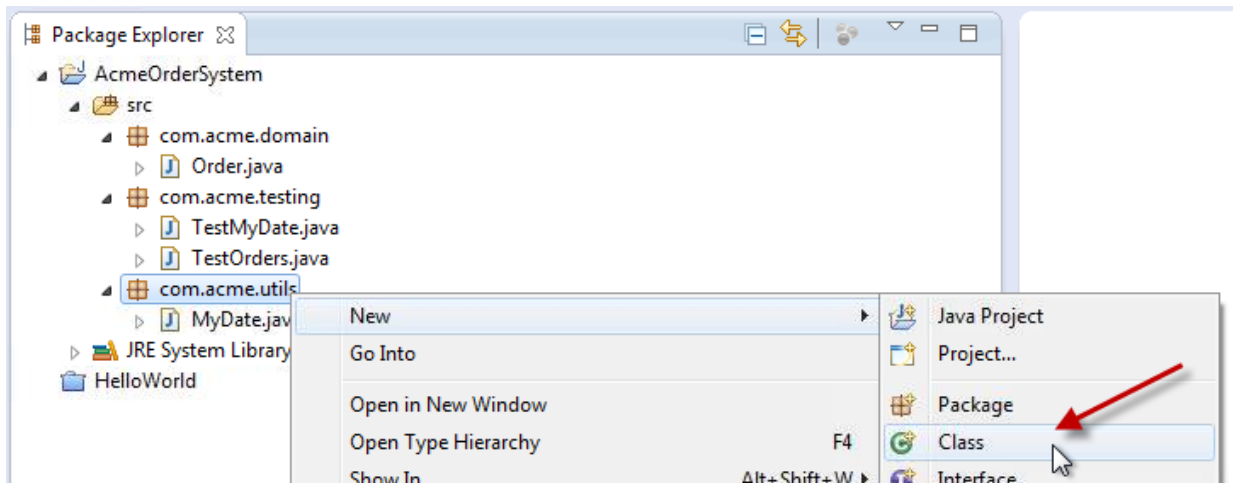 Package Explorer
AcmeOrderSystem
src
com.acme.domain
Order.java
com.acme.testing
TestMyDate.java
TestOrders.java
com.acme.utils
MyDate.jav
JRE System Library
HelloWorld
New
Go Into
Open in New Window
Open Type Hierarchy F4
Show In Alt+Shift+W
Java Project
Project...
Package
Class
Interface